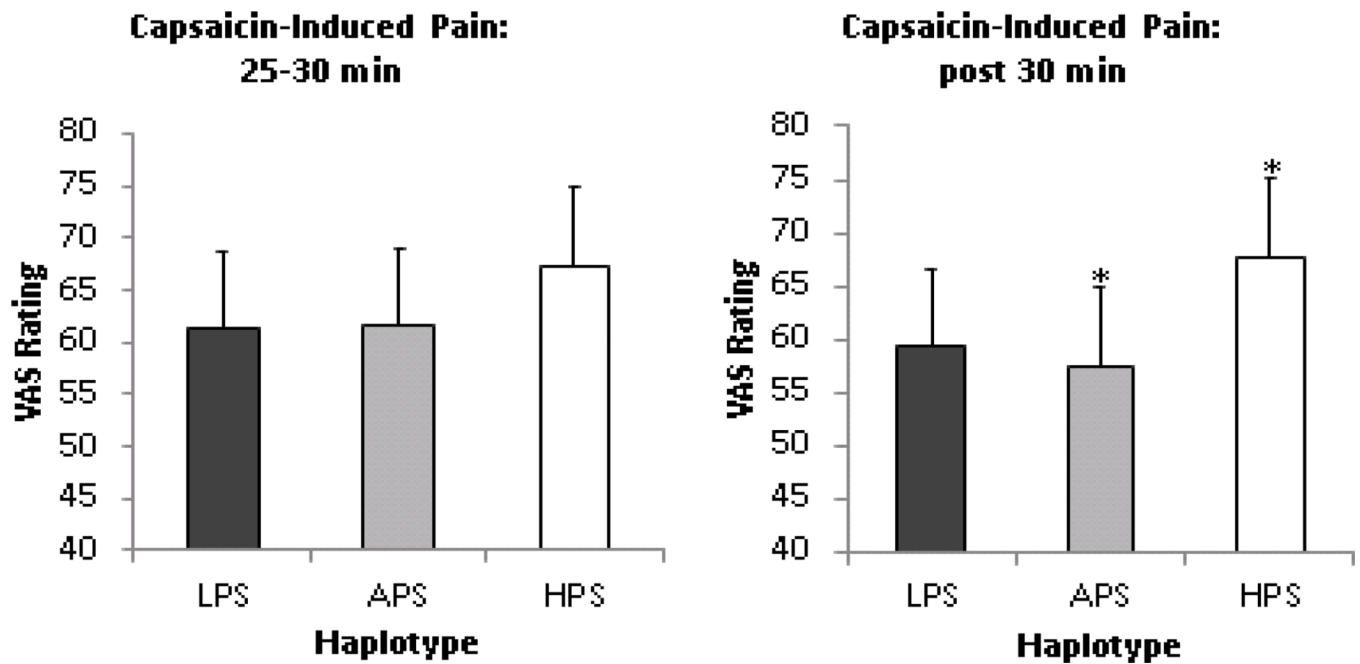 Capsaicin-Induced Pain:
25-30 min
80
75
70
65
60
55
50
45
40
VAS Rating
LPS APS HPS
Haplotype
Capsaicin-Induced Pain:
post 30 min
80
75
70
65
60
55
50
45
40
VAS Rating
*
*
LPS APS HPS
Haplotype